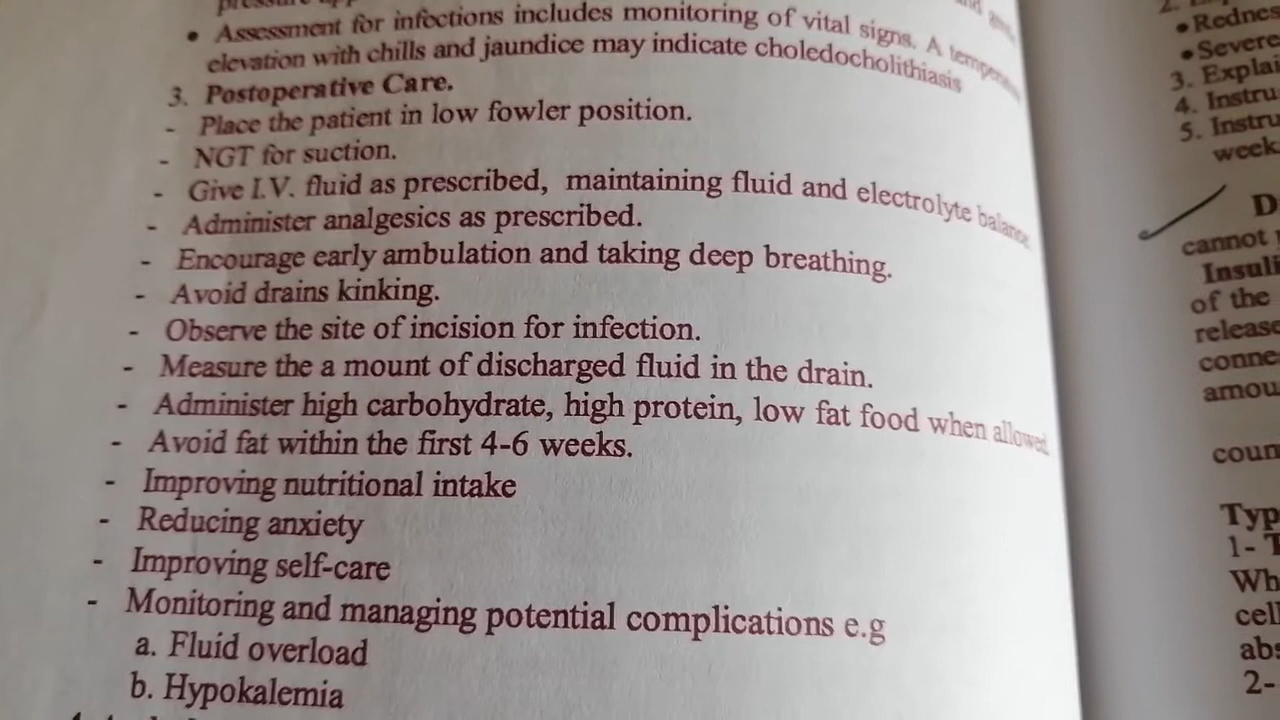 • Assessment for infections includes monitoring of vital signs. A
elevation with chills and jaundice may indicate choledocholithiasis
3. Postoperative Care.
- Place the patient in low fowler position.
- NGT for suction.
- Give I.V. fluid as prescribed, maintaining fluid and electrolyte balance.
- Administer analgesics as prescribed.
- Encourage early ambulation and taking deep breathing.
- Avoid drains kinking.
- Observe the site of incision for infection.
- Measure the a mount of discharged fluid in the drain.
- Administer high carbohydrate, high protein, low fat food when allowed.
- Avoid fat within the first 4-6 weeks.
- Improving nutritional intake
- Reducing anxiety
- Improving self-care
- Monitoring and managing potential complications e.g
a. Fluid overload
b. Hypokalemia
• Rednes
• Severe
3. Explai
4. Instru
5. Instru
week
D
cannot
Insuli
of the
release
conne
amou
coun
Typ
1- T
Wh
cell
abs
2-